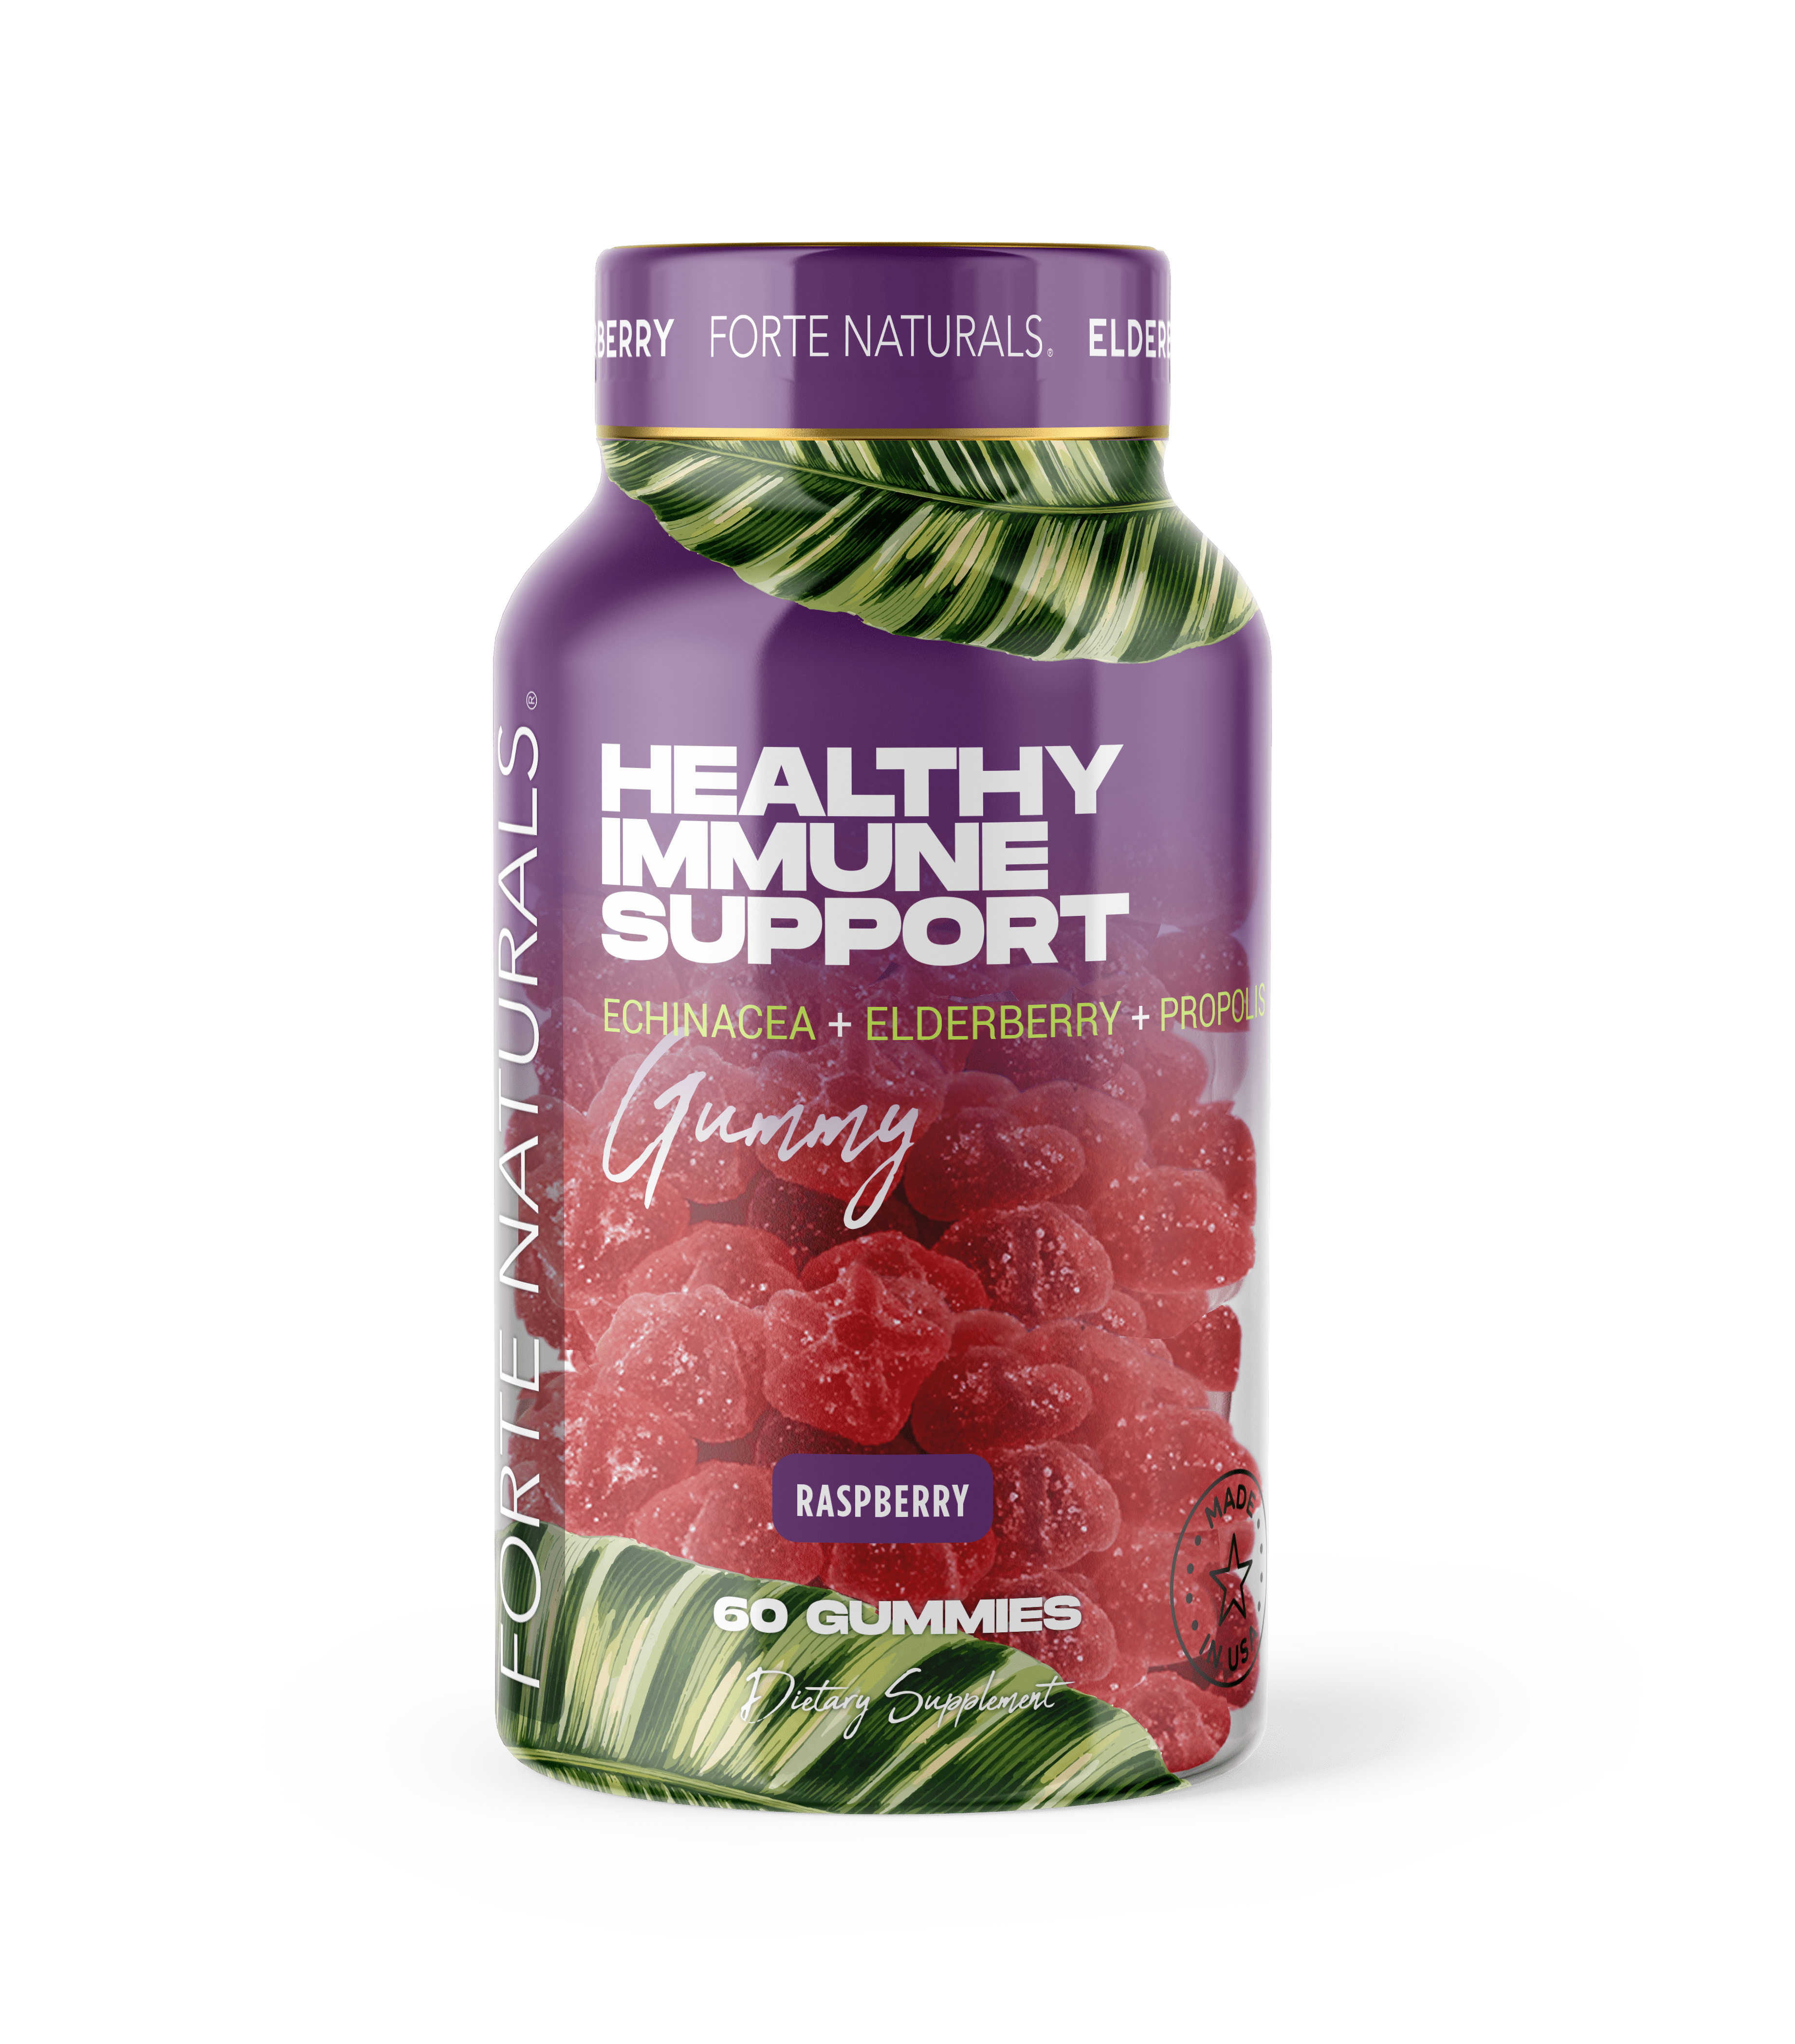 BERRY FORTE NATURALS® ELDERB
FORTE NATURALS®
HEALTHY
IMMUNE
SUPPORT
ECHINACEA + ELDERBERRY + PROPOLIS
Gummy
RASPBERRY
60 GUMMIES
Dietary Supplement
MADE
IN USA